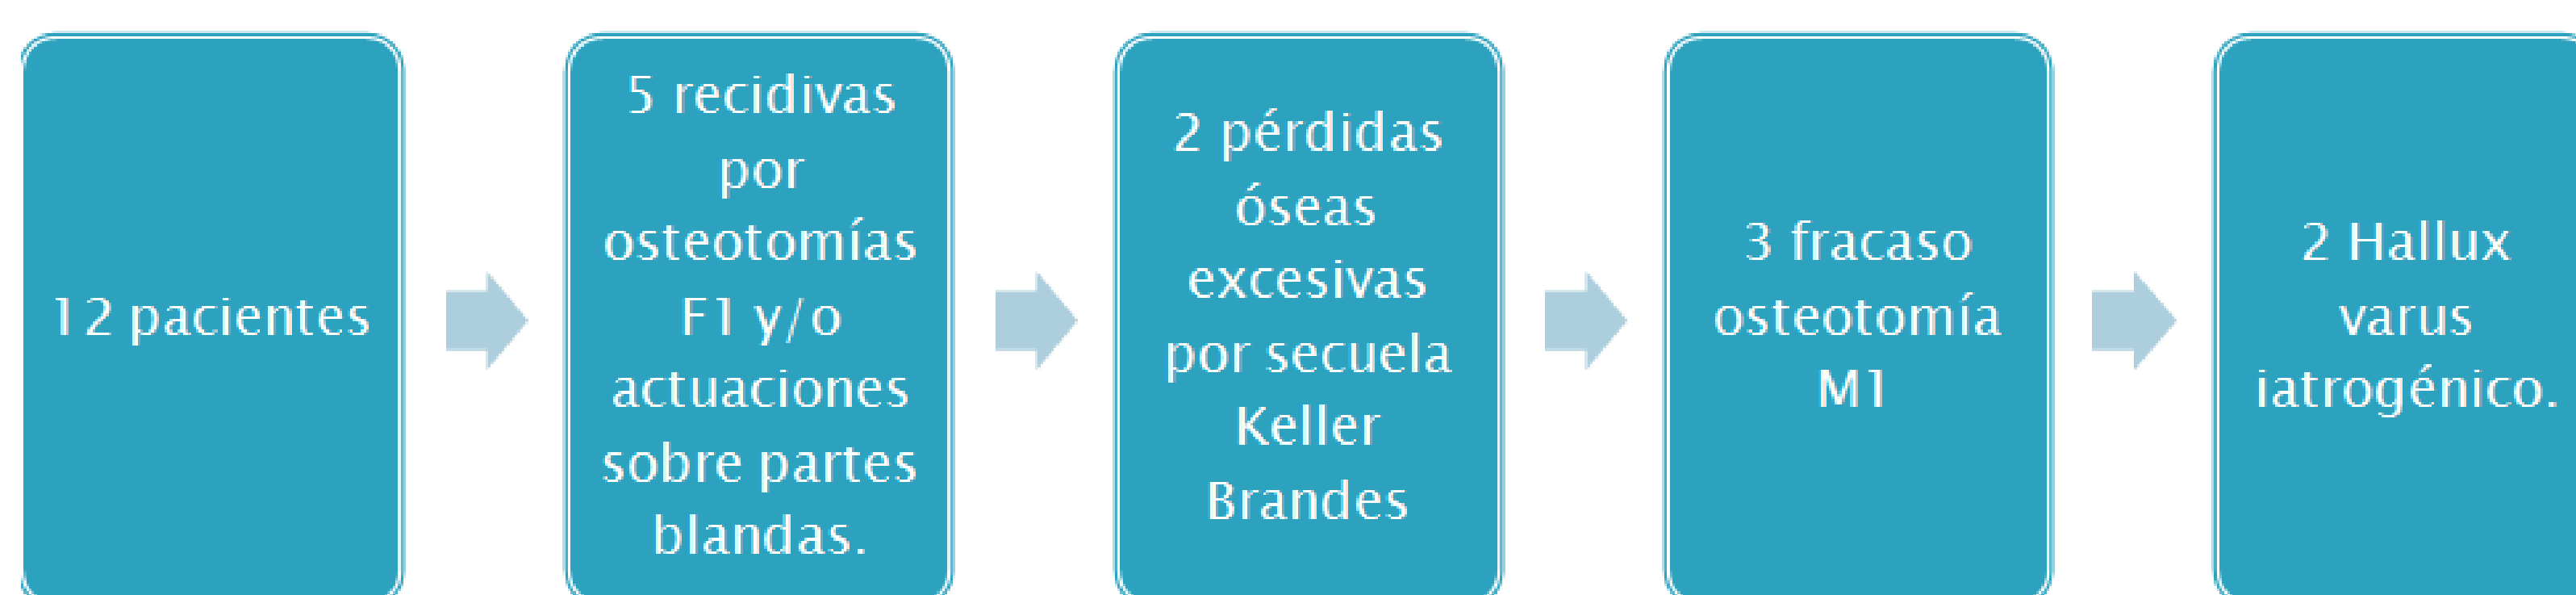 12 pacientes
5 recidivas
por
osteotomías
F1 y/o
actuaciones
sobre partes
blandas.
2 pérdidas
óseas
excesivas
por secuela
Keller
Brandes
3 fracaso
osteotomía
M1
2 Hallux
varus
iatrogénico.